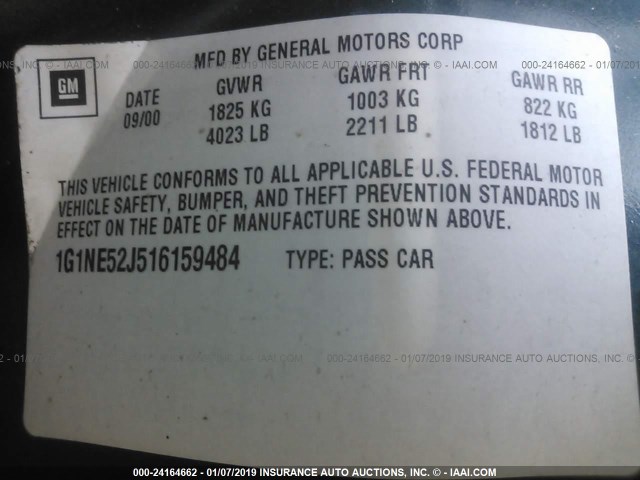 MFD BY GENERAL MOTORS CORP
GM
DATE GVWR GAWR FRT GAWR RR
09/00 1825 KG 1003 KG 822 KG
4023 LB 2211 LB 1812 LB
THIS VEHICLE CONFORMS TO ALL APPLICABLE U.S. FEDERAL MOTOR
VEHICLE SAFETY, BUMPER, AND THEFT PREVENTION STANDARDS IN
EFFECT ON THE DATE OF MANUFACTURE SHOWN ABOVE.
1G1NE52J516159484 TYPE: PASS CAR
000-24164662 - 01/07/2019 INSURANCE AUTO AUCTIONS, INC. - © IAAI.COM